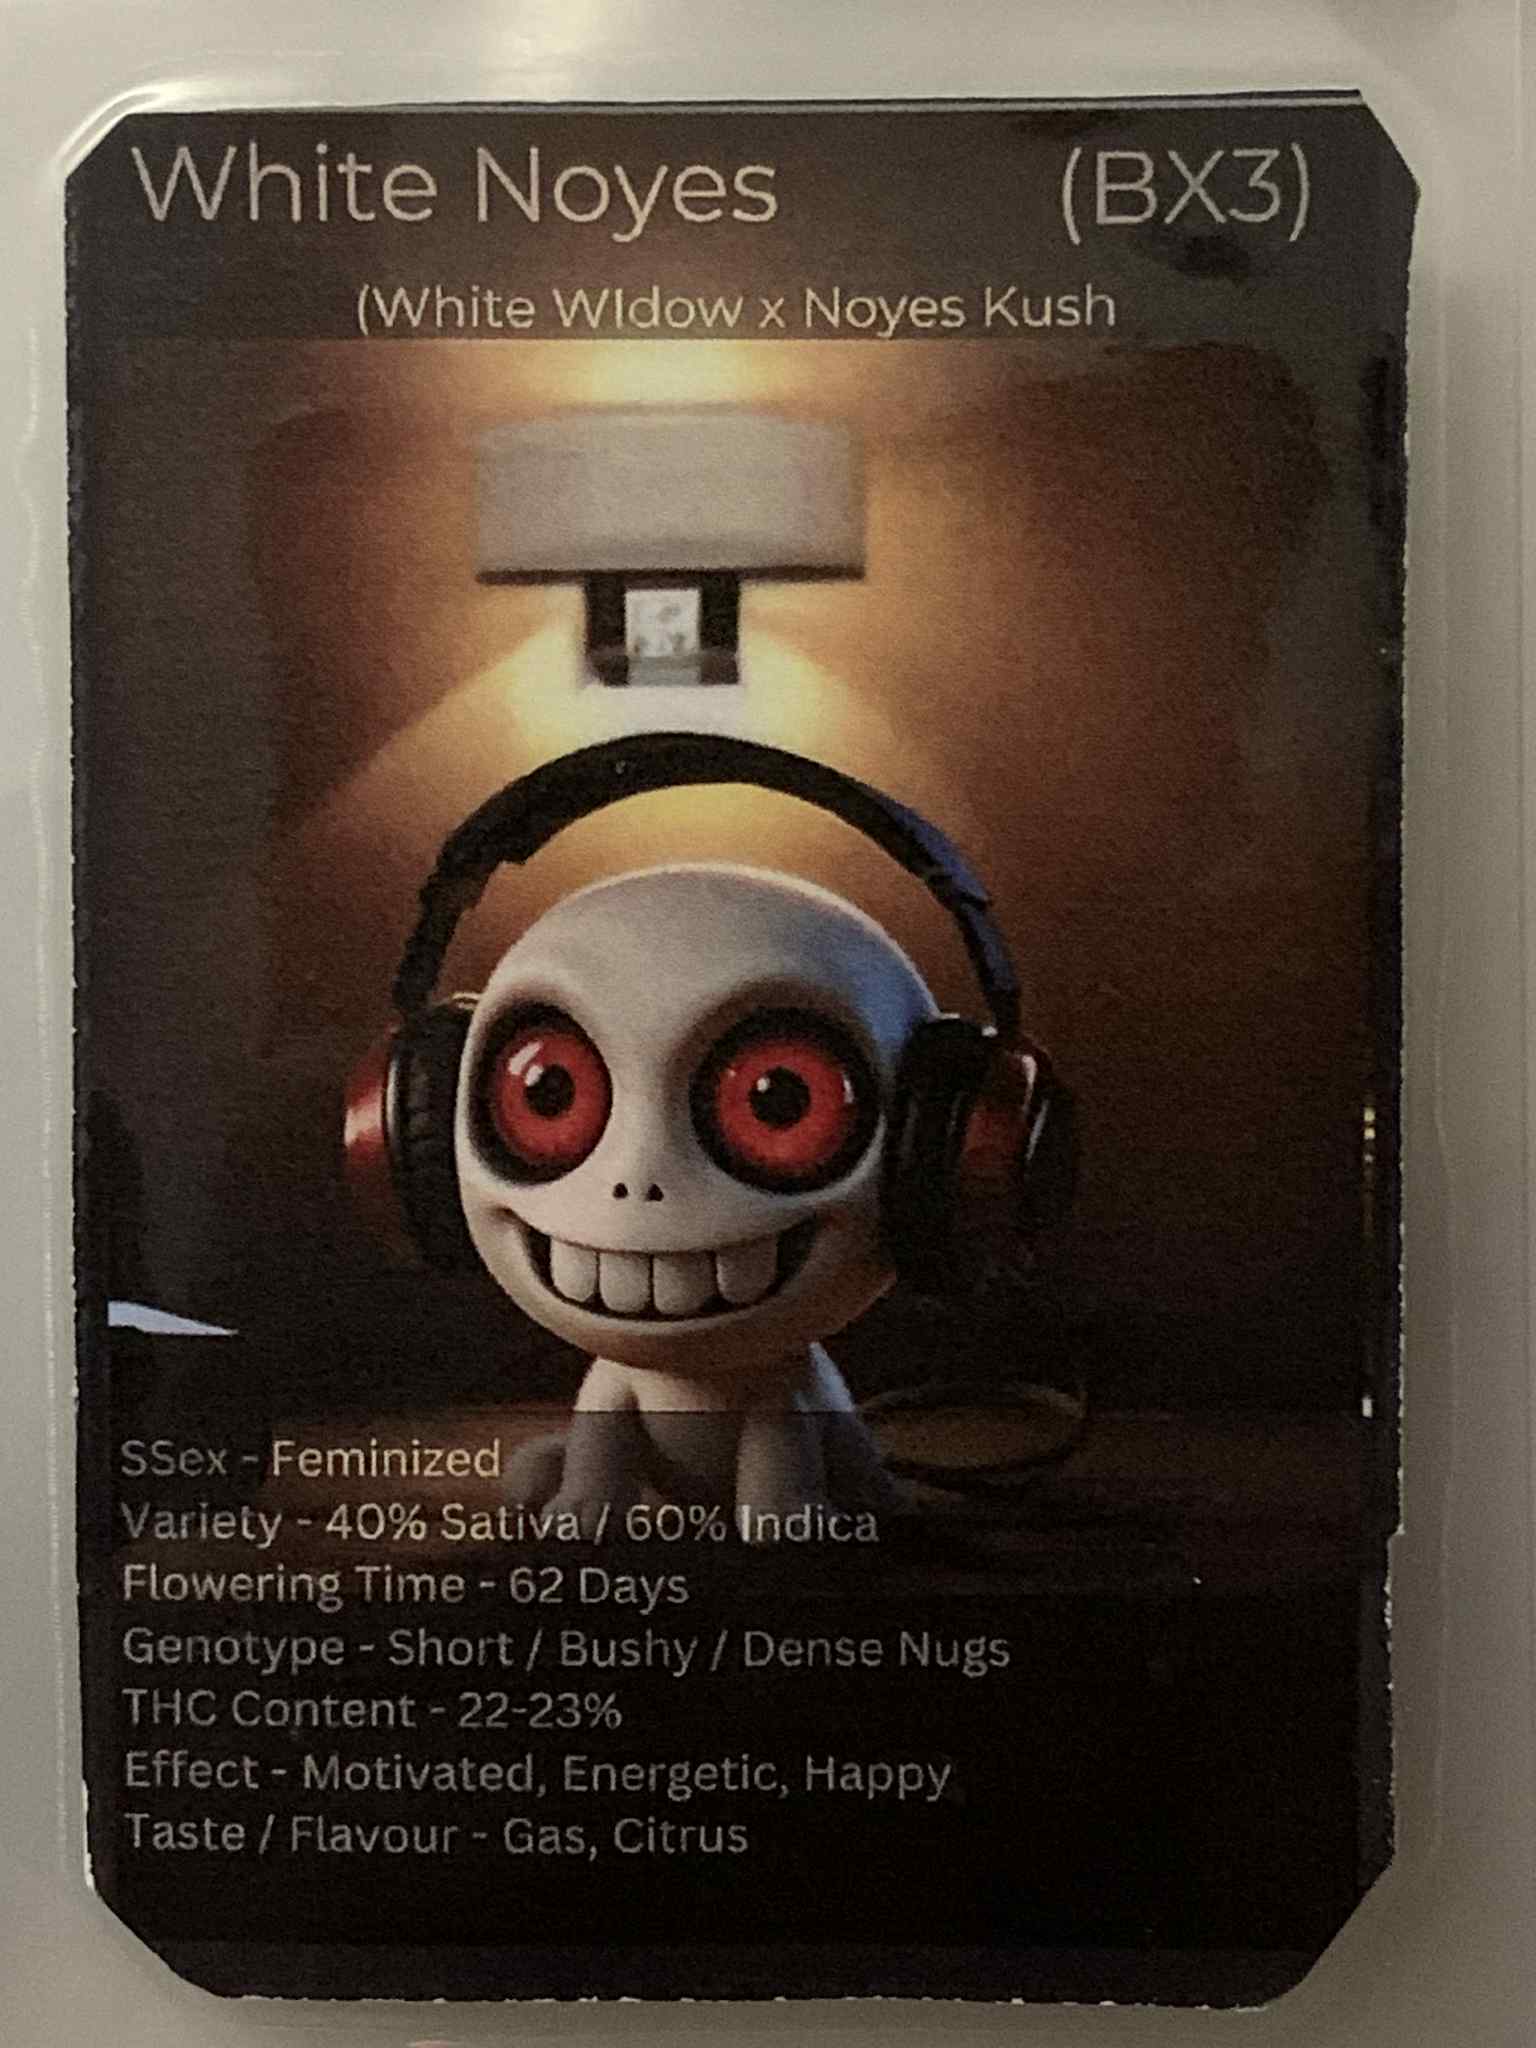 White Noyes (BX3)
(White WIdow x Noyes Kush
SSex - Feminized
Variety - 40% Sativa / 60% Indica
Flowering Time - 62 Days
Genotype - Short / Bushy / Dense Nugs
THC Content - 22-23%
Effect - Motivated, Energetic, Happy
Taste / Flavour - Gas, Citrus